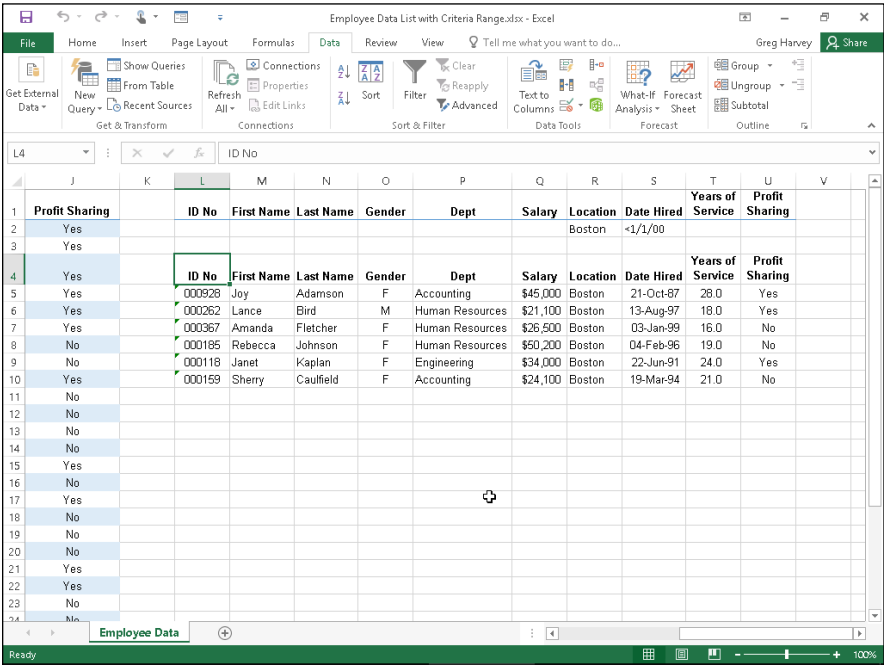 Employee Data List with Criteria Range.xlsx - Excel
File Home Insert Page Layout Formulas Data Review View Tell me what you want to do... Greg Harvey Share
Get External Data
New Query
Show Queries
From Table
Recent Sources
Get & Transform
Refresh All
Connections
Properties
Edit Links
Connections
Sort
Filter
Clear
Reapply
Advanced
Sort & Filter
Text to Columns
Data Tools
What-If Analysis
Forecast Sheet
Forecast
Group
Ungroup
Subtotal
Outline
L4 fx ID No
J K L M N O P Q R S T U V
1 Profit Sharing ID No First Name Last Name Gender Dept Salary Location Date Hired Years of Service Profit Sharing
2 Yes Boston <1/1/00
3 Yes
4 Yes ID No First Name Last Name Gender Dept Salary Location Date Hired Years of Service Profit Sharing
5 Yes 000928 Joy Adamson F Accounting $45,000 Boston 21-Oct-87 28.0 Yes
6 Yes 000262 Lance Bird M Human Resources $21,100 Boston 13-Aug-97 18.0 Yes
7 Yes 000367 Amanda Fletcher F Human Resources $26,500 Boston 03-Jan-99 16.0 No
8 No 000185 Rebecca Johnson F Human Resources $50,200 Boston 04-Feb-96 19.0 No
9 No 000118 Janet Kaplan F Engineering $34,000 Boston 22-Jun-91 24.0 Yes
10 Yes 000159 Sherry Caulfield F Accounting $24,100 Boston 19-Mar-94 21.0 No
11 No
12 No
13 No
14 No
15 Yes
16 No
17 Yes
18 No
19 No
20 No
21 Yes
22 Yes
23 No
24 No
Employee Data
Ready 100%